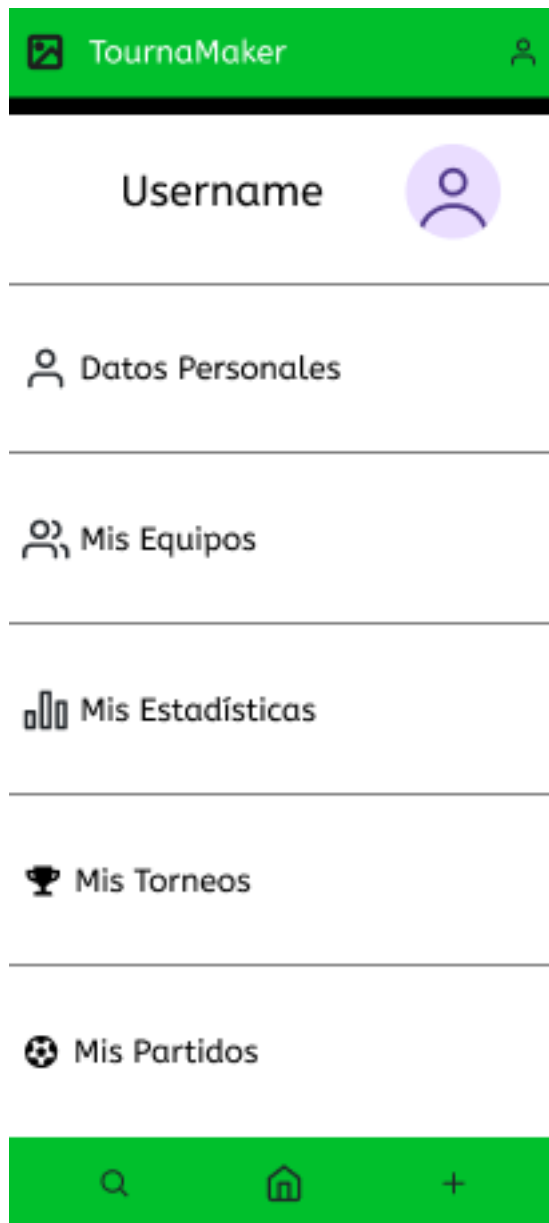 TournaMaker
Username
Datos Personales
Mis Equipos
Mis Estadísticas
Mis Torneos
Mis Partidos